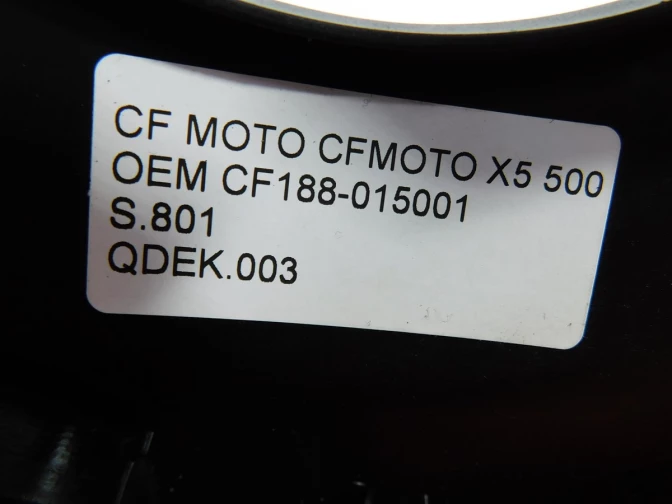 CF MOTO CFMOTO X5 500
OEM CF188-015001
S.801
QDEK.003